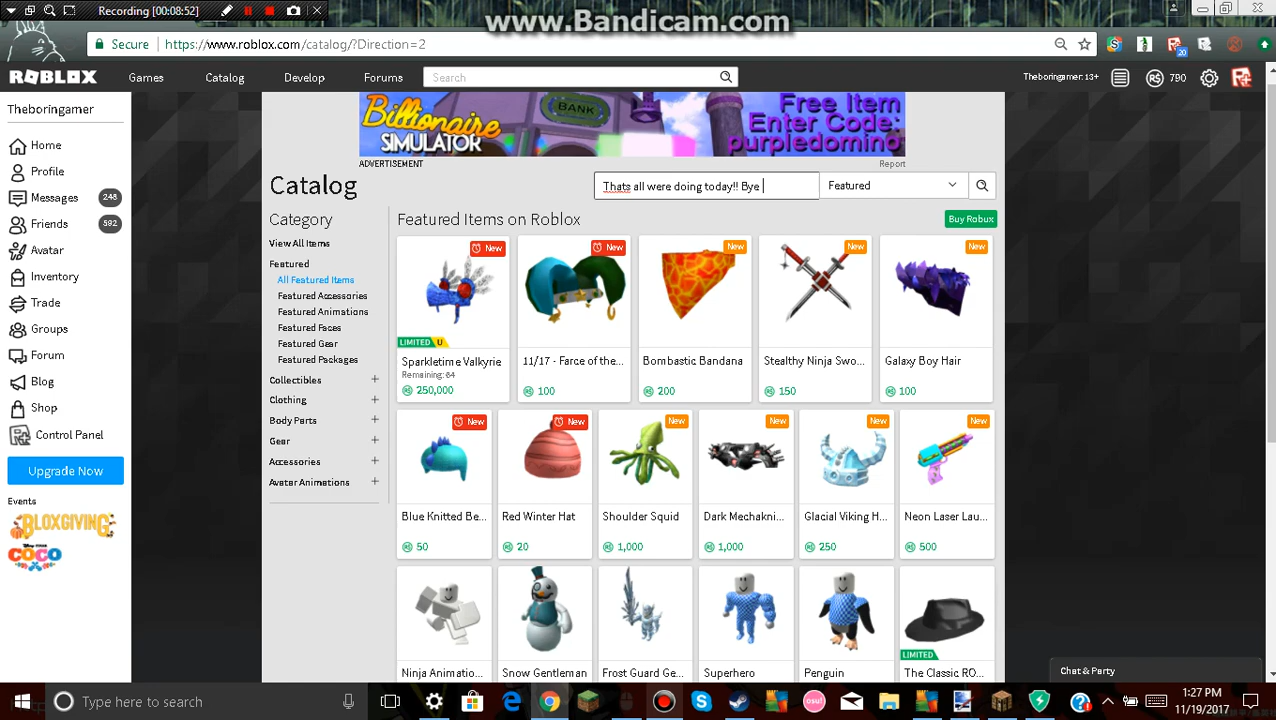 Recording [00:08:52]
www.Bandicam.com
Secure https://www.roblox.com/catalog/?Direction=2
20
ROBLOX Games Catalog Develop Forums Search Theboringamer: 13+ 790
Theboringamer
Home
Profile
Messages 248
Friends 592
Avatar
Inventory
Trade
Groups
Forum
Blog
Shop
Control Panel
Upgrade Now
Events
BLOXGIVING
COCO
Billionaire SIMULATOR
BANK
Free Item
Enter Code:
purpledomino
ADVERTISEMENT Report
Catalog Thats all were doing today!! Bye Featured
Category
View All Items
Featured
All Featured Items
Featured Accessories
Featured Animations
Featured Faces
Featured Gear
Featured Packages
Collectibles +
Clothing +
Body Parts +
Gear +
Accessories +
Avatar Animations +
Featured Items on Roblox Buy Robux
New New New New New
LIMITED U
Sparkletime Valkyrie 11/17 - Farce of the... Bombastic Bandana Stealthy Ninja Swo... Galaxy Boy Hair
Remaining: 64
250,000 100 200 150 100
New New New New New
Blue Knitted Be... Red Winter Hat Shoulder Squid Dark Mechakni... Glacial Viking H... Neon Laser Lau...
50 20 1,000 1,000 250 500
LIMITED
Ninja Animatio... Snow Gentleman Frost Guard Ge... Superhero Penguin The Classic RO...
Chat & Party
Type here to search
osu!
1:27 PM
11/19/2017